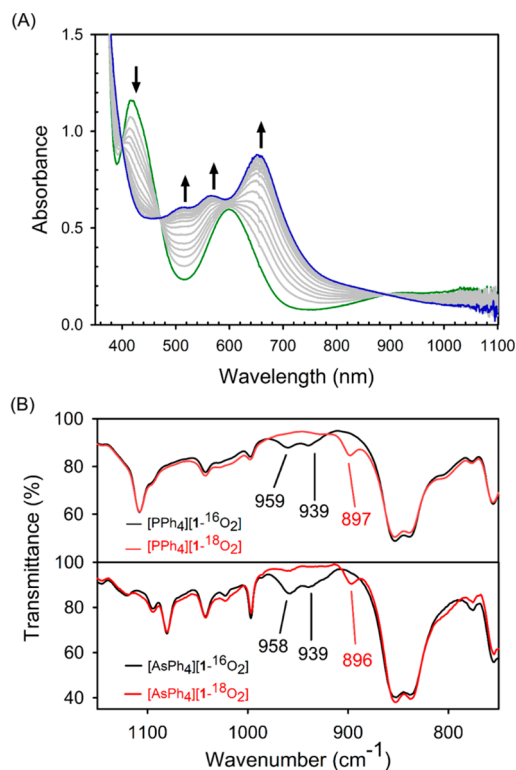 (A)
1.5
1.0
0.5
0.0
Absorbance
400 500 600 700 800 900 1000 1100
Wavelength (nm)
(B)
100
80
60
959
939
897
[PPh₄][1-¹⁶O₂]
[PPh₄][1-¹⁸O₂]
100
80
60
40
Transmittance (%)
958
939
896
[AsPh₄][1-¹⁶O₂]
[AsPh₄][1-¹⁸O₂]
1100 1000 900 800
Wavenumber (cm⁻¹)